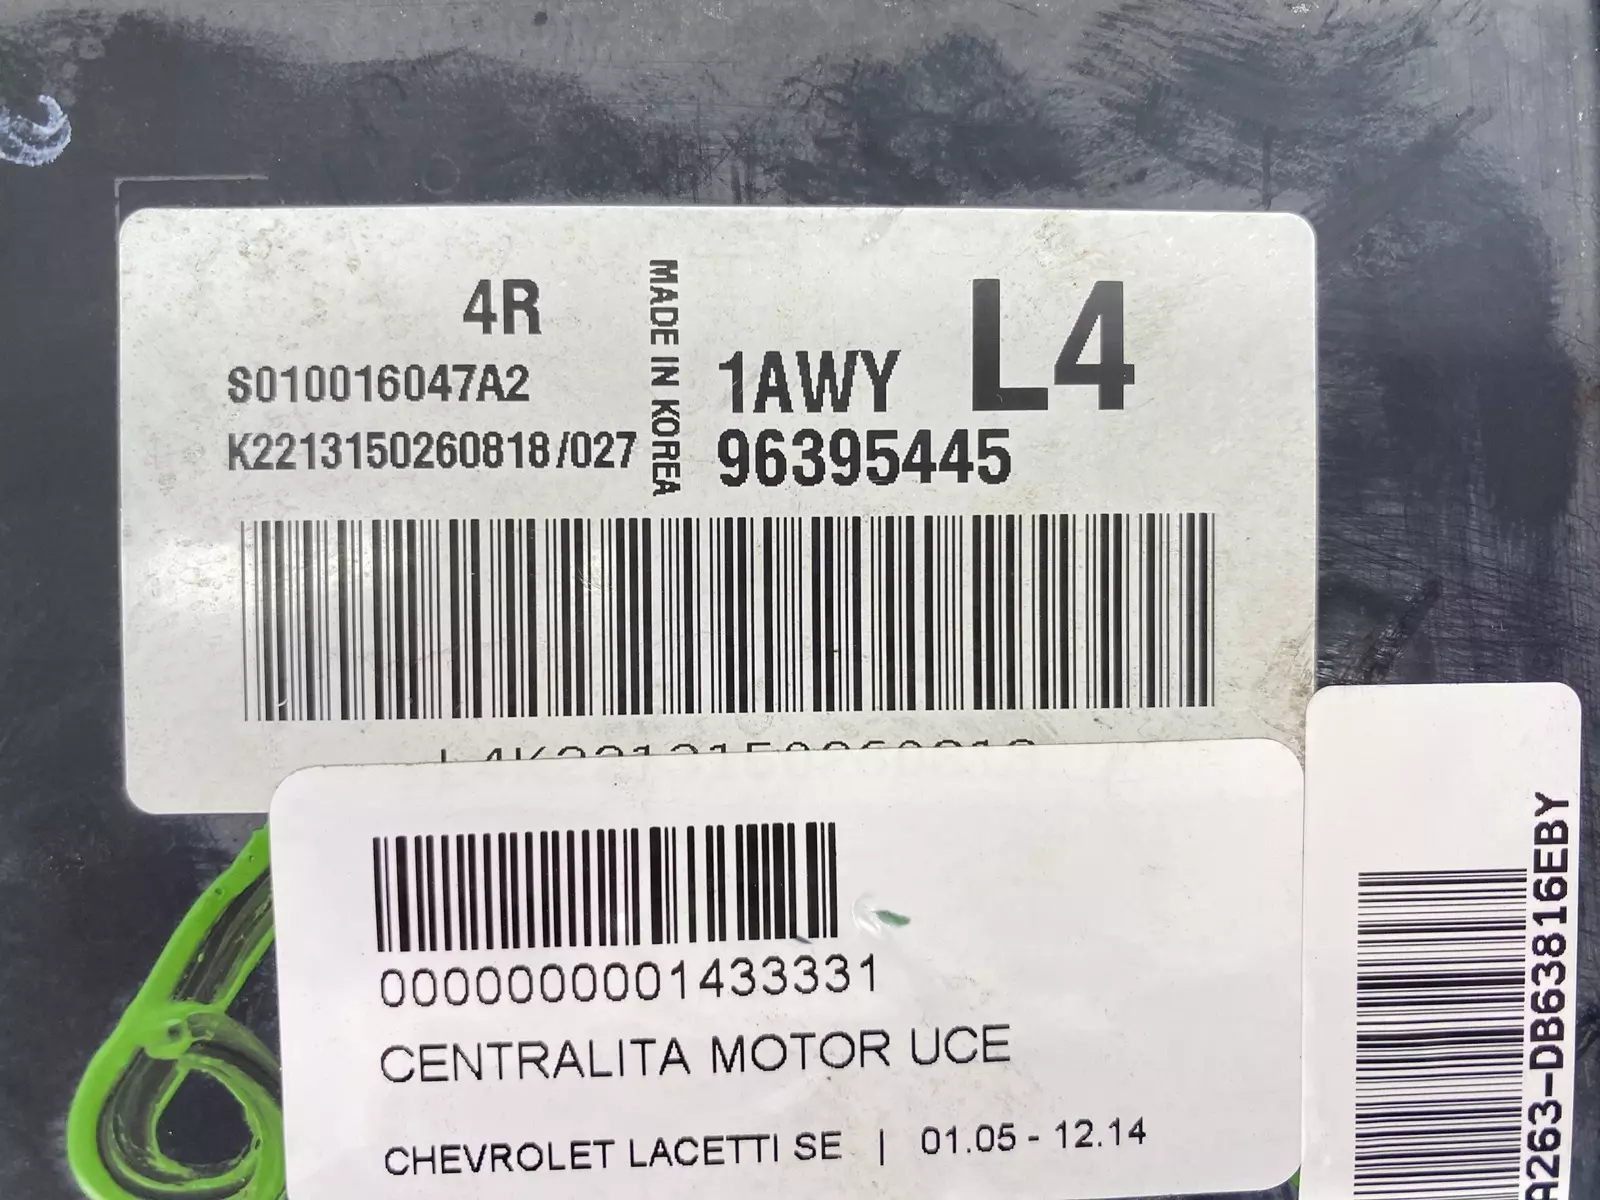 4R
S010016047A2
K2213150260818/027
MADE IN KOREA
1AWY
L4
96395445
L4K2213150260818
0000000001433331
CENTRALITA MOTOR UCE
CHEVROLET LACETTI SE | 01.05 - 12.14
A263-DB63816EBY